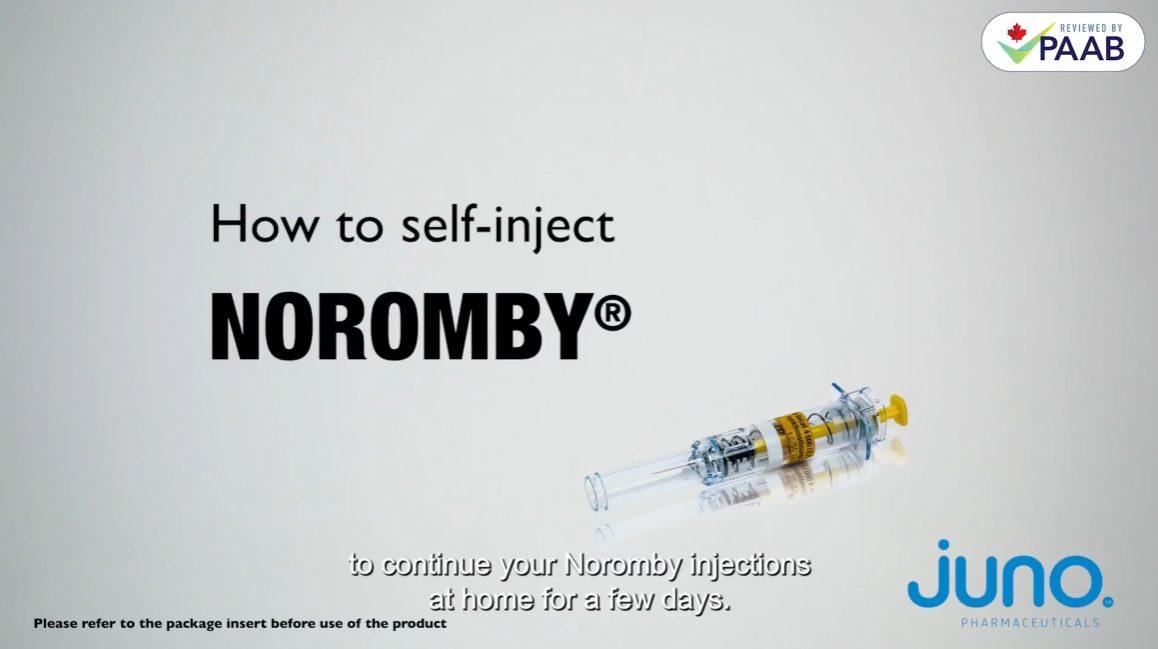 REVIEWED BY
PAAB
How to self-inject
NOROMBY®
to continue your Noromby injections
at home for a few days.
Please refer to the package insert before use of the product
juno.
PHARMACEUTICALS